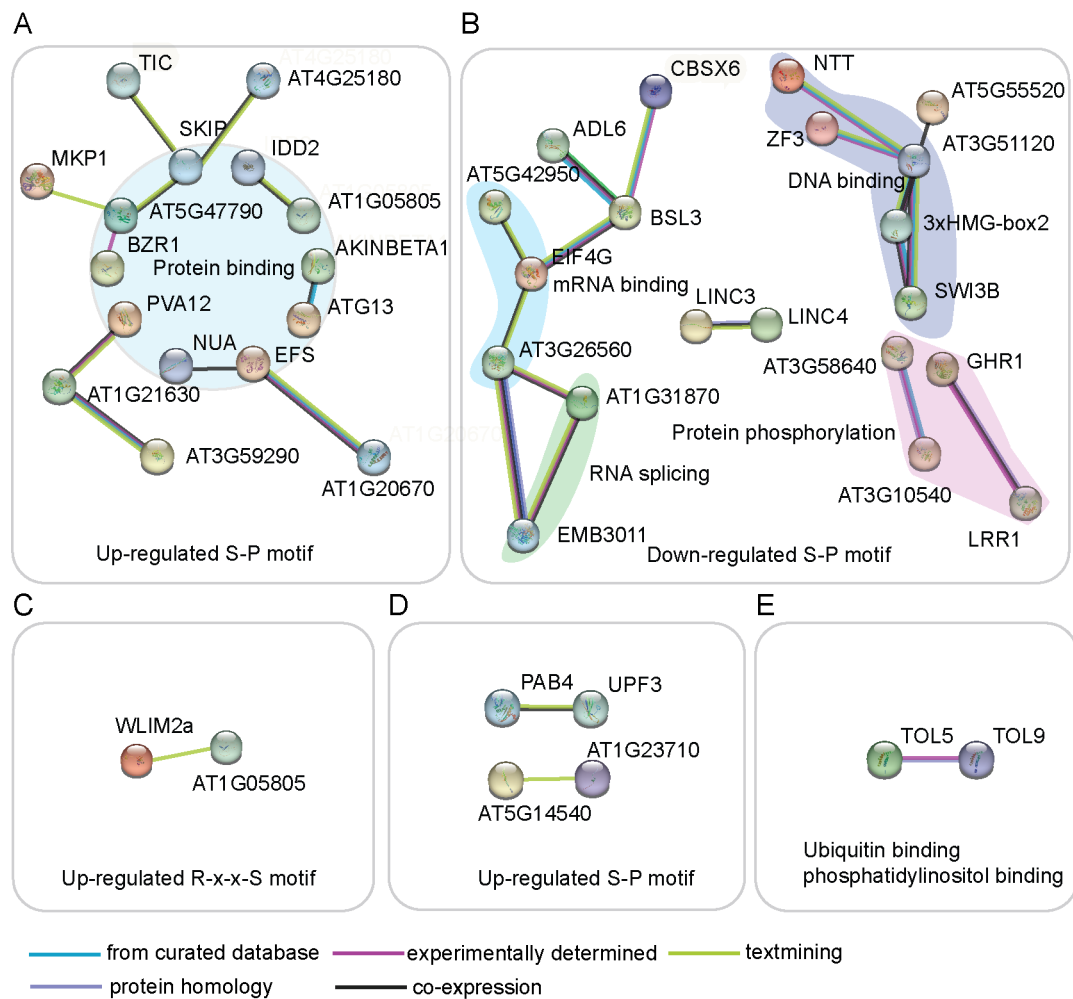 A
B
TIC
AT4G25180
AT4G25180
SKIP
MKP1
IDD2
AT1G05805
AT5G47790
BZR1
Protein binding
AKINBETA1
PVA12
ATG13
NUA
EFS
AT1G21630
AT1G20670
AT3G59290
AT1G20670
Up-regulated S-P motif
CBSX6
NTT
ADL6
AT5G55520
ZF3
AT3G51120
AT5G42950
DNA binding
BSL3
3xHMG-box2
EIF4G
mRNA binding
SWI3B
LINC3
LINC4
AT3G26560
AT3G58640
GHR1
AT1G31870
Protein phosphorylation
RNA splicing
AT3G10540
EMB3011
LRR1
Down-regulated S-P motif
C
D
E
WLIM2a
AT1G05805
Up-regulated R-x-x-S motif
PAB4
UPF3
AT1G23710
AT5G14540
Up-regulated S-P motif
TOL5
TOL9
Ubiquitin binding
phosphatidylinositol binding
from curated database
experimentally determined
textmining
protein homology
co-expression